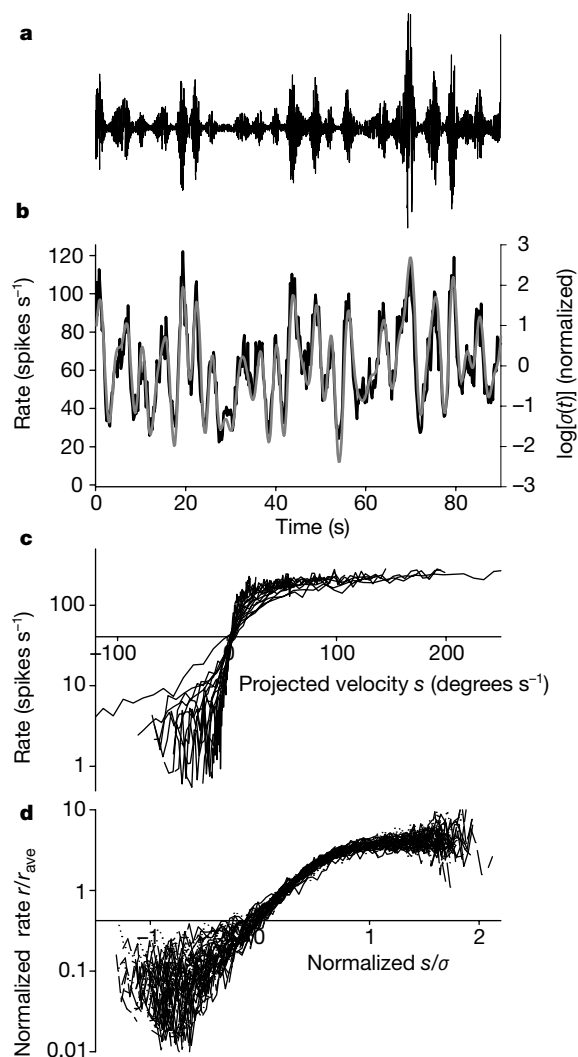 a
b
120
100
80
60
40
20
0
Rate (spikes s⁻¹)
3
2
1
0
−1
−2
−3
log[σ(t)] (normalized)
0 20 40 60 80
Time (s)
c
100
10
1
Rate (spikes s⁻¹)
−100 0 100 200
Projected velocity s (degrees s⁻¹)
d
10
1
0.1
0.01
Normalized rate r/rave
−1 0 1 2
Normalized s/σ